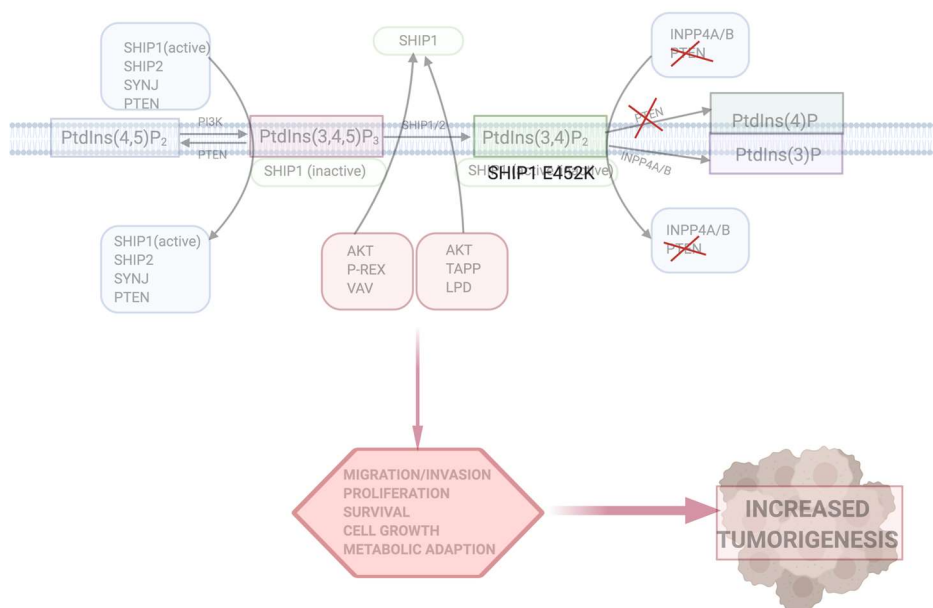 SHIP1(active)
SHIP2
SYNJ
PTEN
SHIP1
INPP4A/B
PTEN
PtdIns(4,5)P₂
PI3K
PTEN
PtdIns(3,4,5)P₃
SHIP1/2
PtdIns(3,4)P₂
PTEN
INPP4A/B
PtdIns(4)P
PtdIns(3)P
SHIP1 (inactive)
SHIP1 E452K
SHIP1(active)
SHIP2
SYNJ
PTEN
AKT
P-REX
VAV
AKT
TAPP
LPD
INPP4A/B
PTEN
MIGRATION/INVASION
PROLIFERATION
SURVIVAL
CELL GROWTH
METABOLIC ADAPTION
INCREASED
TUMORIGENESIS